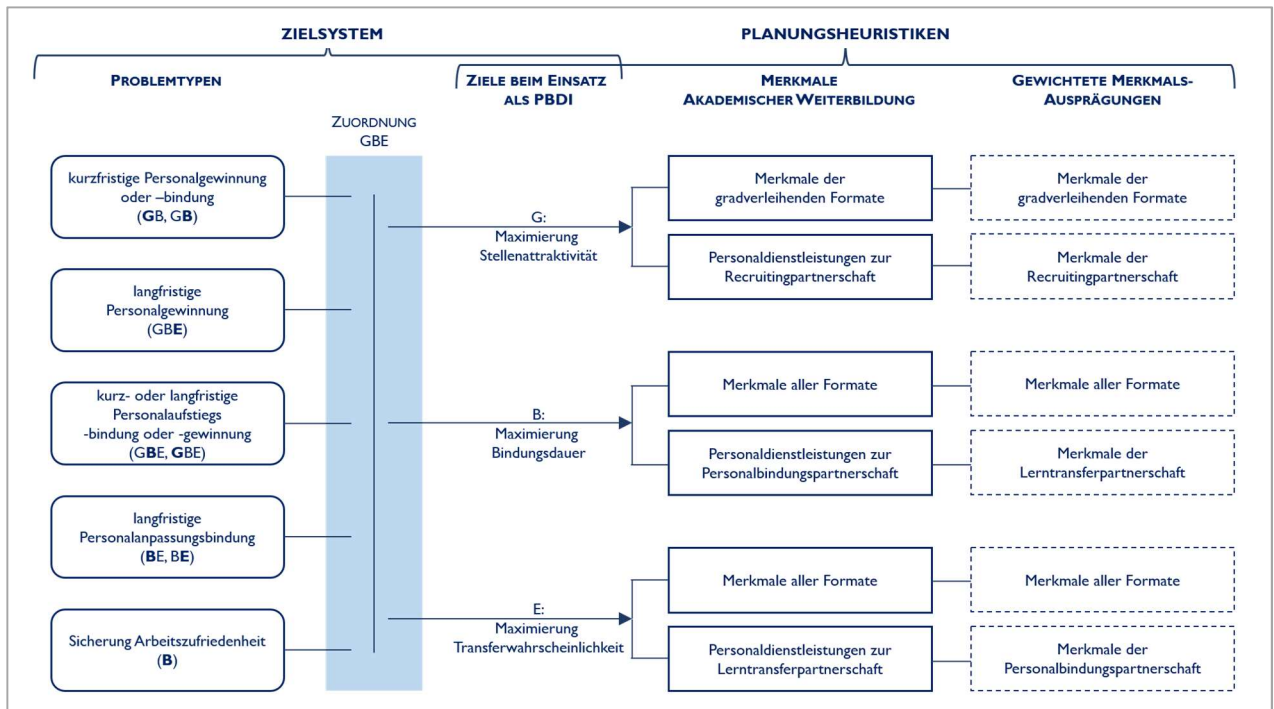 ZIELSYSTEM
PLANUNGSHEURISTIKEN
PROBLEMTYPEN
ZIELE BEIM EINSATZ
ALS PBDI
MERKMALE
AKADEMISCHER WEITERBILDUNG
GEWICHTETE MERKMALS-
AUSPRÄGUNGEN
ZUORDNUNG
GBE
kurzfristige Personalgewinnung
oder –bindung
(GB, GB)
langfristige
Personalgewinnung
(GBE)
kurz- oder langfristige
Personalaufstiegs
-bindung oder -gewinnung
(GBE, GBE)
langfristige
Personalanpassungsbindung
(BE, BE)
Sicherung Arbeitszufriedenheit
(B)
G:
Maximierung
Stellenattraktivität
B:
Maximierung
Bindungsdauer
E:
Maximierung
Transferwahrscheinlichkeit
Merkmale der
gradverleihenden Formate
Personaldienstleistungen zur
Recruitingpartnerschaft
Merkmale aller Formate
Personaldienstleistungen zur
Personalbindungspartnerschaft
Merkmale aller Formate
Personaldienstleistungen zur
Lerntransferpartnerschaft
Merkmale der
gradverleihenden Formate
Merkmale der
Recruitingpartnerschaft
Merkmale aller Formate
Merkmale der
Lerntransferpartnerschaft
Merkmale aller Formate
Merkmale der
Personalbindungspartnerschaft